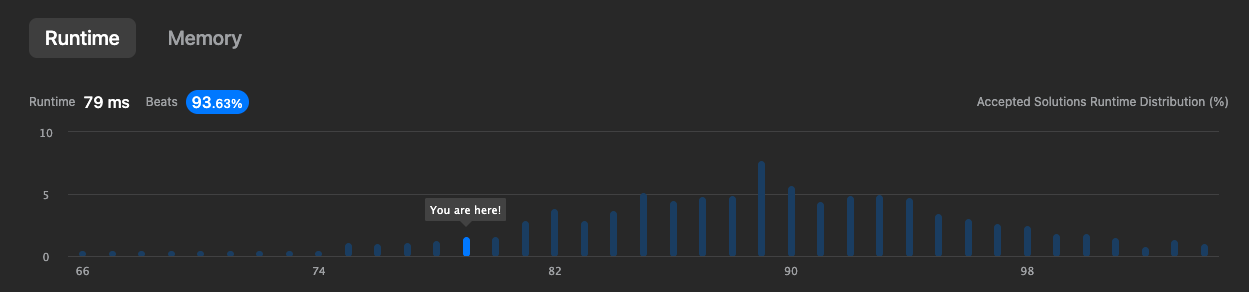 Runtime Memory
Runtime 79 ms Beats 93.63% Accepted Solutions Runtime Distribution (%)
10
5
You are here!
0
66 74 82 90 98